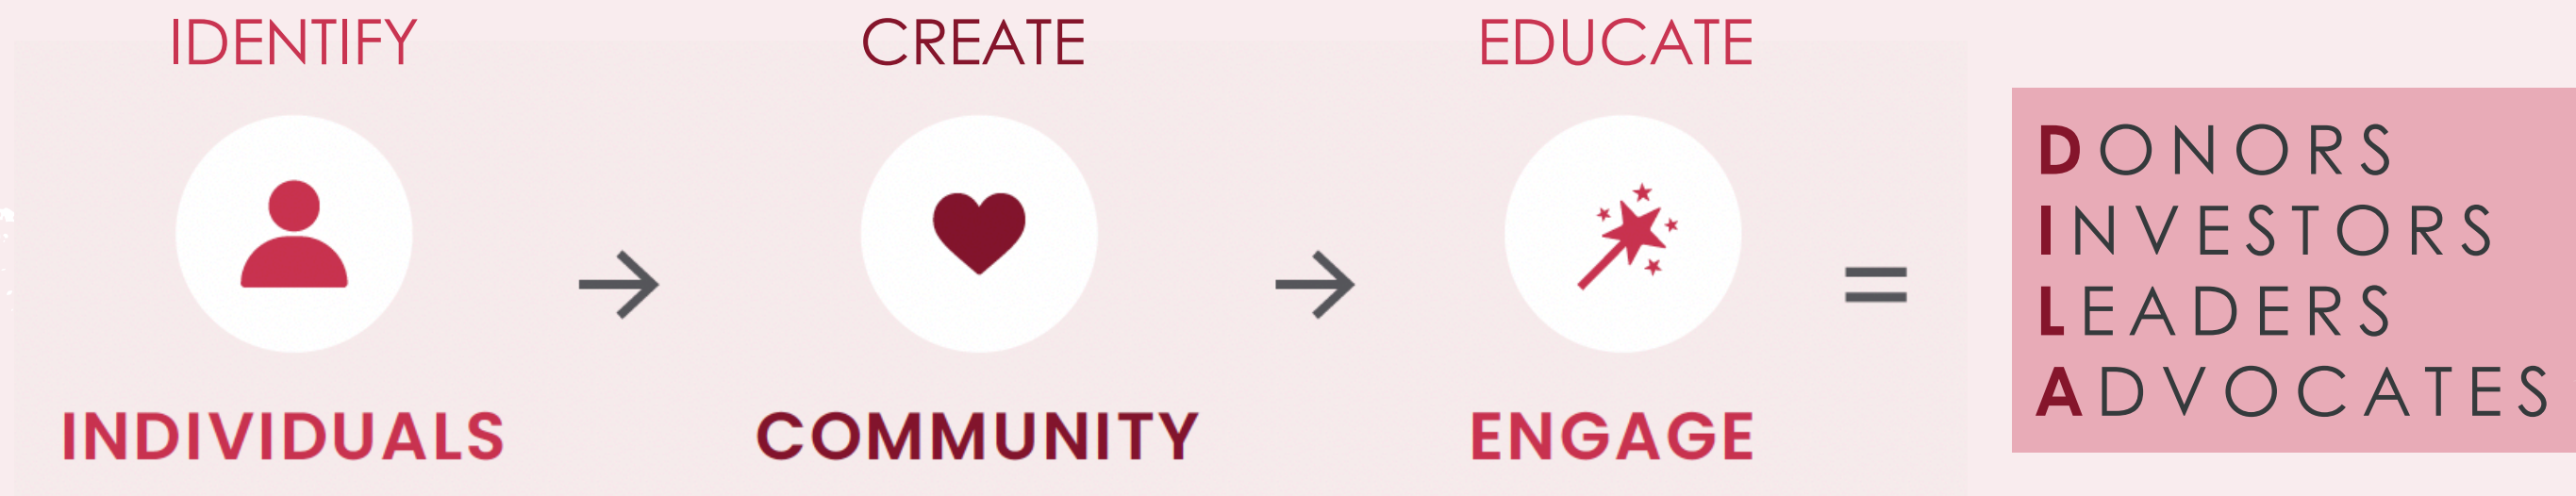 IDENTIFY
INDIVIDUALS
CREATE
COMMUNITY
EDUCATE
ENGAGE
=
DONORS
INVESTORS
LEADERS
ADVOCATES